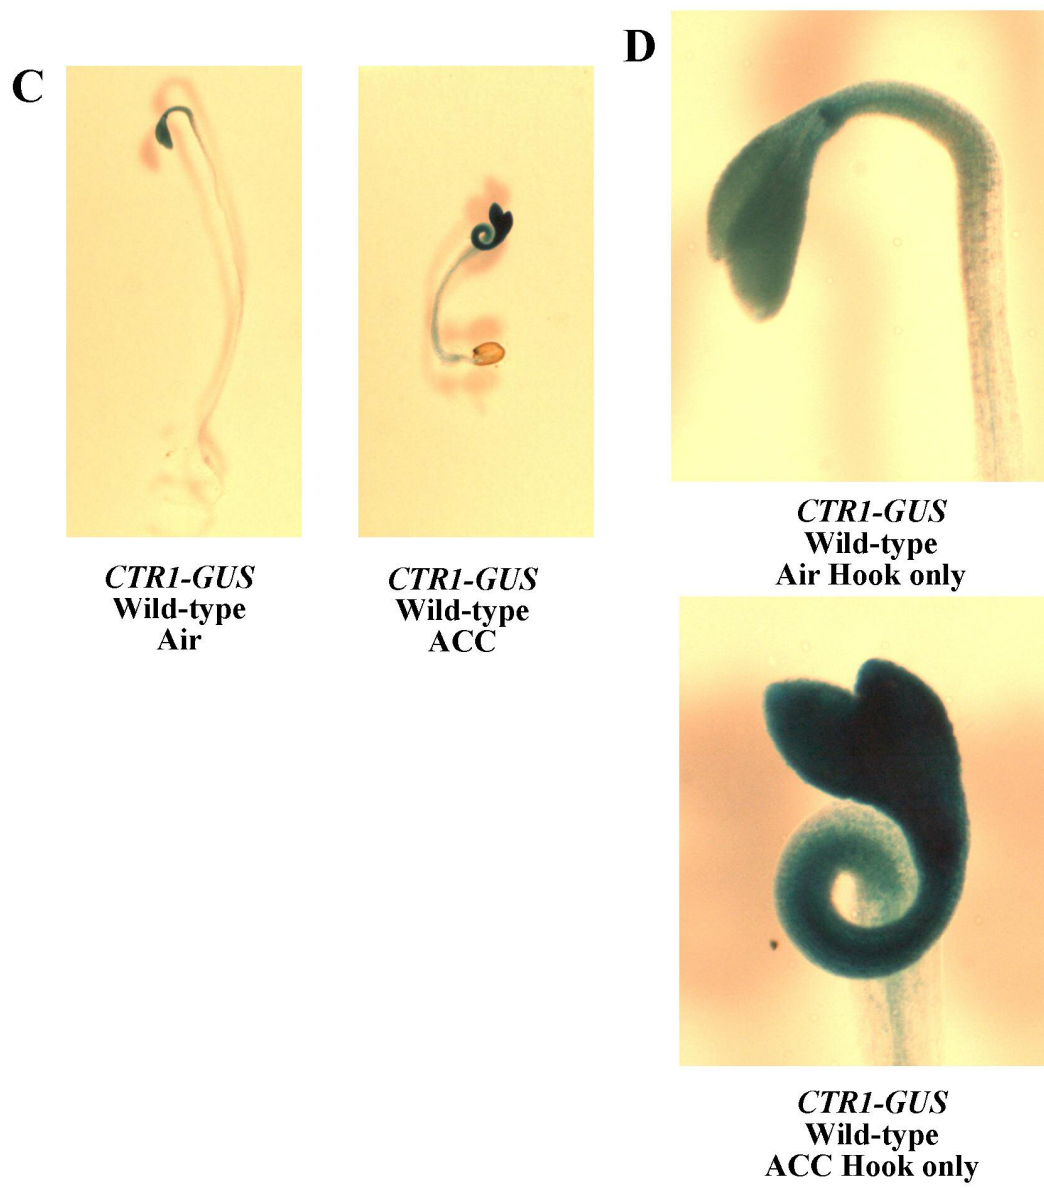 C
D
CTR1-GUS
Wild-type
Air
CTR1-GUS
Wild-type
ACC
CTR1-GUS
Wild-type
Air Hook only
CTR1-GUS
Wild-type
ACC Hook only